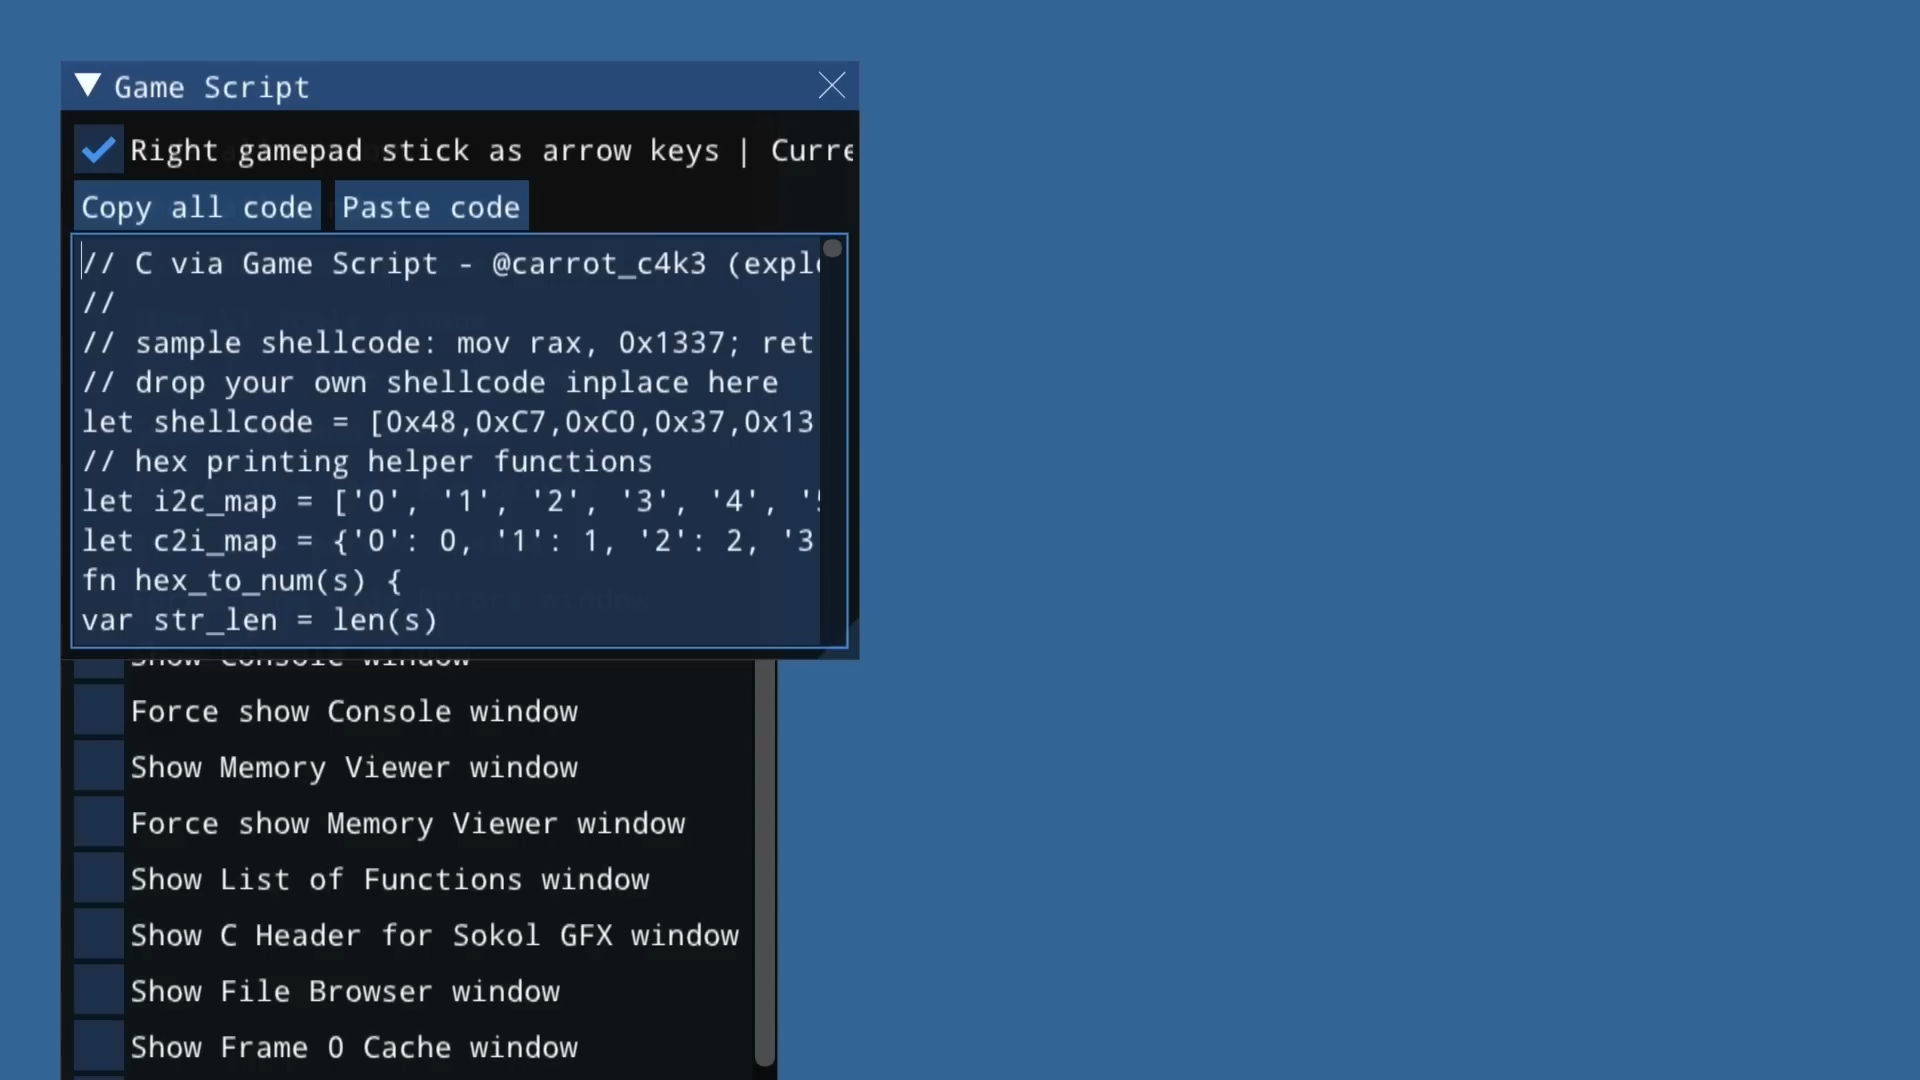 Game Script
Right gamepad stick as arrow keys | Curre
Copy all code Paste code
// C via Game Script - @carrot_c4k3 (explo
//
// sample shellcode: mov rax, 0x1337; ret
// drop your own shellcode inplace here
let shellcode = [0x48,0xC7,0xC0,0x37,0x13
// hex printing helper functions
let i2c_map = ['0', '1', '2', '3', '4', '5
let c2i_map = {'0': 0, '1': 1, '2': 2, '3
fn hex_to_num(s) {
var str_len = len(s)
Show Console window
Force show Console window
Show Memory Viewer window
Force show Memory Viewer window
Show List of Functions window
Show C Header for Sokol GFX window
Show File Browser window
Show Frame 0 Cache window